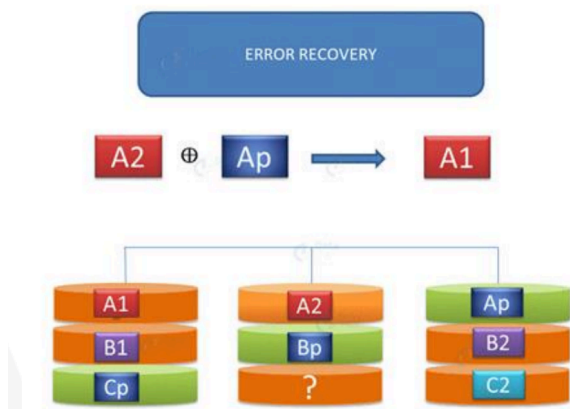 ERROR RECOVERY
A2 ⊕ Ap A1
A1 A2 Ap
B1 Bp B2
Cp ? C2